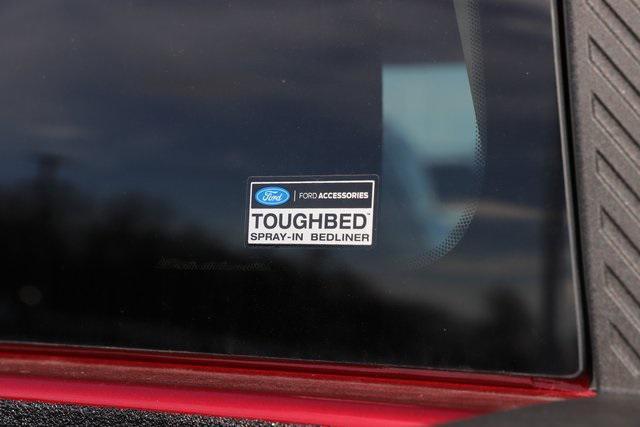 Ford | FORD ACCESSORIES
TOUGHBED™
SPRAY-IN BEDLINER